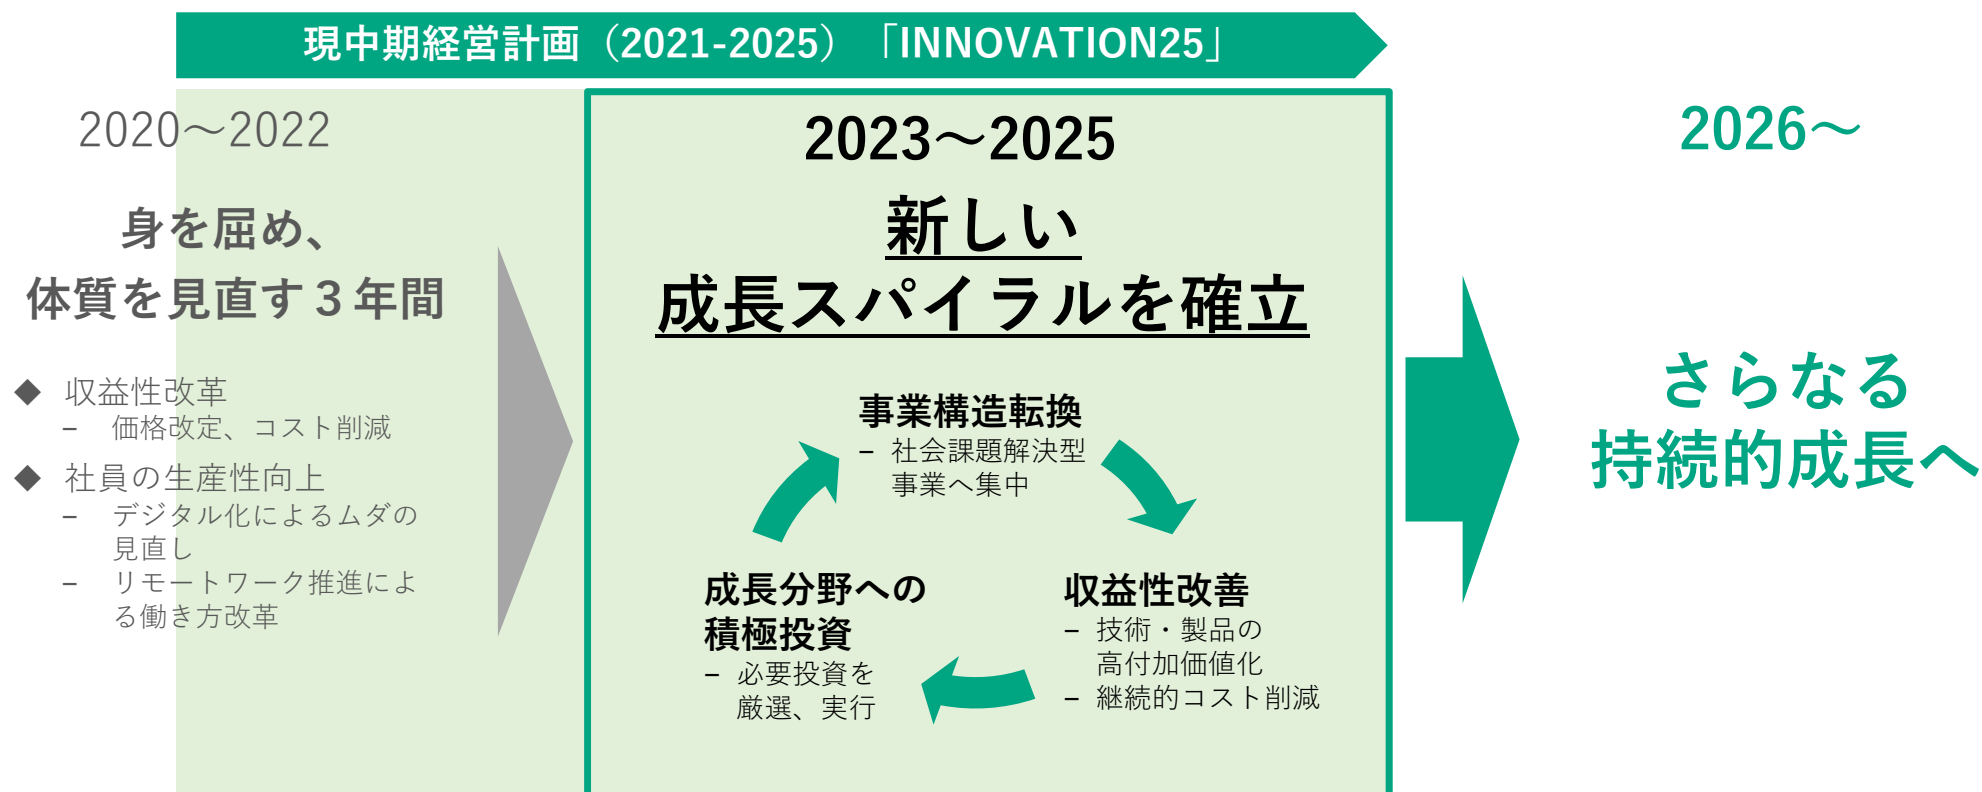 現中期経営計画（2021-2025）「INNOVATION25」
2020～2022
身を屈め、
体質を見直す３年間
◆ 収益性改革
– 価格改定、コスト削減
◆ 社員の生産性向上
– デジタル化によるムダの
見直し
– リモートワーク推進によ
る働き方改革
2023～2025
新しい
成長スパイラルを確立
事業構造転換
– 社会課題解決型
事業へ集中
収益性改善
– 技術・製品の
高付加価値化
– 継続的コスト削減
成長分野への
積極投資
– 必要投資を
厳選、実行
2026～
さらなる
持続的成長へ